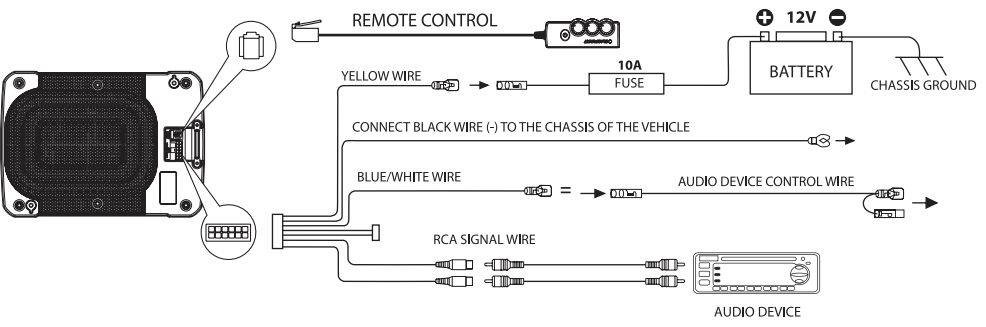 REMOTE CONTROL
12V
YELLOW WIRE
10A
FUSE
BATTERY
CHASSIS GROUND
CONNECT BLACK WIRE (-) TO THE CHASSIS OF THE VEHICLE
BLUE/WHITE WIRE
=
AUDIO DEVICE CONTROL WIRE
RCA SIGNAL WIRE
AUDIO DEVICE